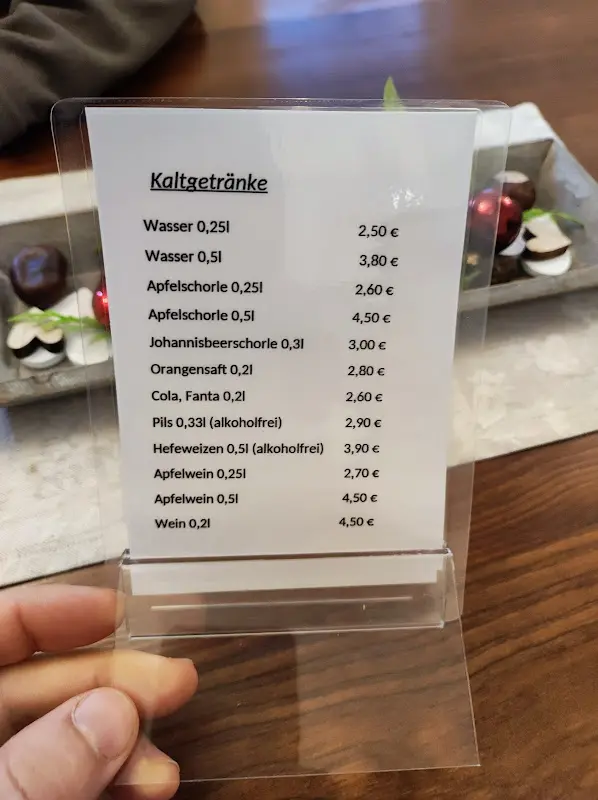 Kaltgetränke
Wasser 0,25l 2,50 €
Wasser 0,5l 3,80 €
Apfelschorle 0,25l 2,60 €
Apfelschorle 0,5l 4,50 €
Johannisbeerschorle 0,3l 3,00 €
Orangensaft 0,2l 2,80 €
Cola, Fanta 0,2l 2,60 €
Pils 0,33l (alkoholfrei) 2,90 €
Hefeweizen 0,5l (alkoholfrei) 3,90 €
Apfelwein 0,25l 2,70 €
Apfelwein 0,5l 4,50 €
Wein 0,2l 4,50 €